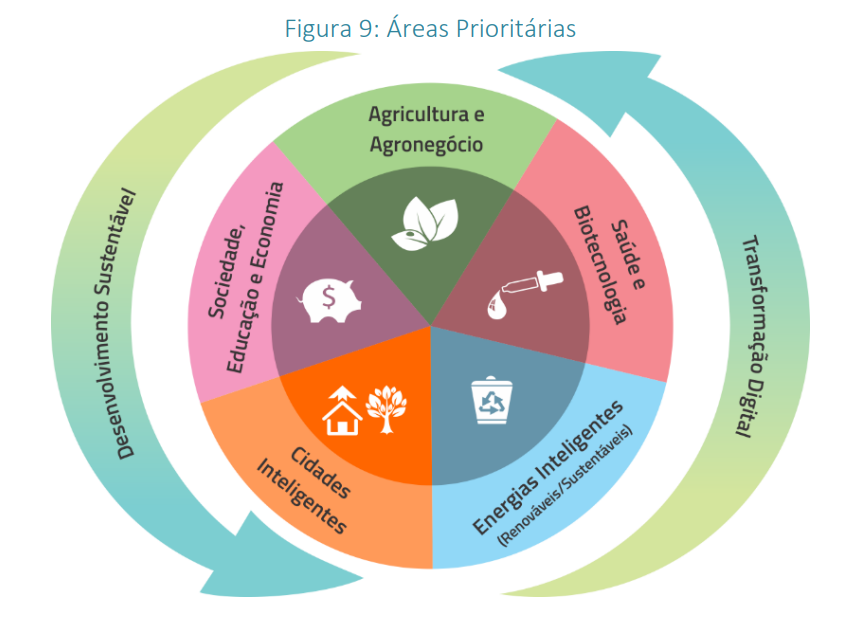 Figura 9: Áreas Prioritárias
Agricultura e
Agronegócio
Saúde e
Biotecnologia
Energias Inteligentes
(Renováveis/Sustentáveis)
Cidades
Inteligentes
Sociedade,
Educação e Economia
Desenvolvimento Sustentável
Transformação Digital
$